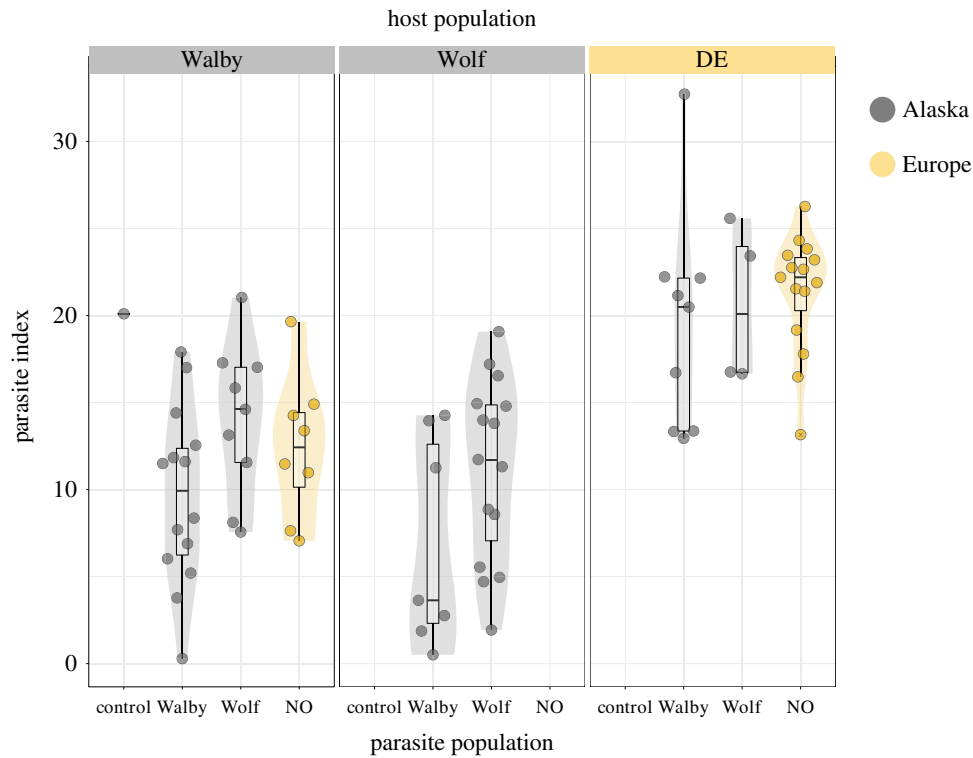 host population
Walby Wolf DE
Alaska
Europe
parasite index
30
20
10
0
control Walby Wolf NO control Walby Wolf NO control Walby Wolf NO
parasite population